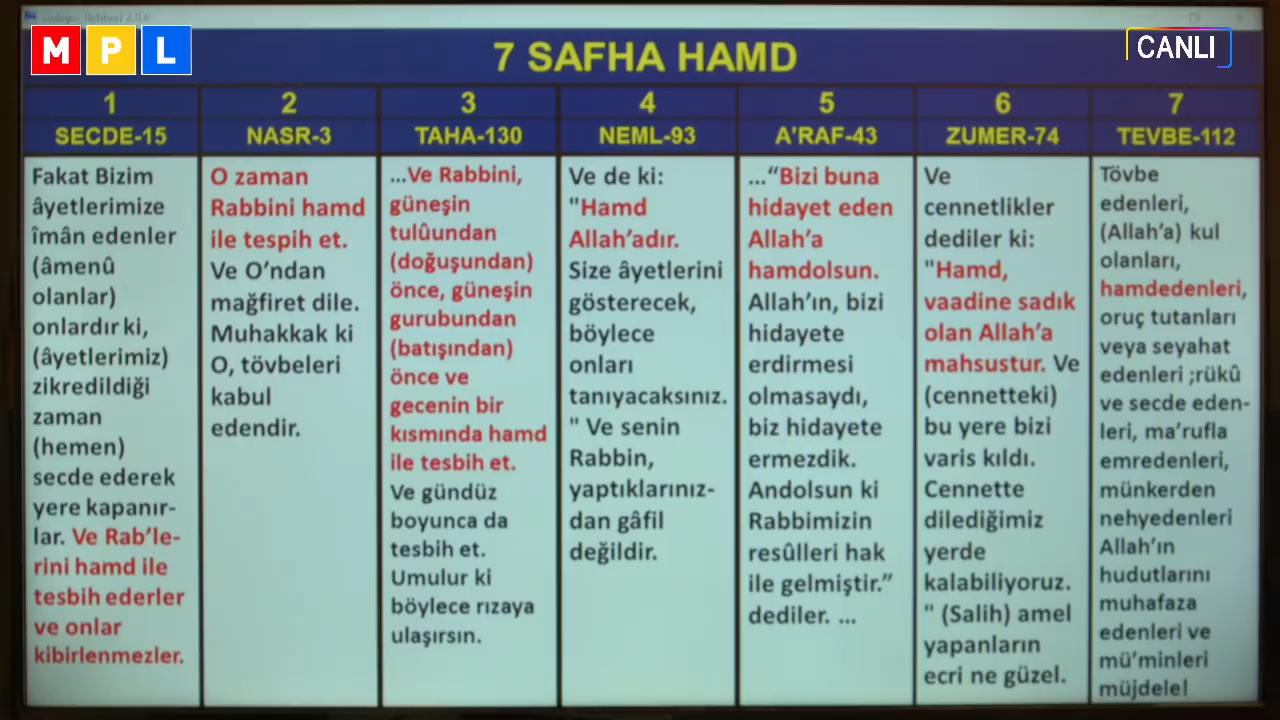 MPL
CANLI
7 SAFHA HAMD
1
SECDE-15
Fakat Bizim
âyetlerimize
îmân edenler
(âmenû
olanlar)
onlardır ki,
(âyetlerimiz)
zikredildiği
zaman
(hemen)
secde ederek
yere kapanır-
lar. Ve Rab’le-
rini hamd ile
tesbih ederler
ve onlar
kibirlenmezler.
2
NASR-3
O zaman
Rabbini hamd
ile tespih et.
Ve O’ndan
mağfiret dile.
Muhakkak ki
O, tövbeleri
kabul
edendir.
3
TAHA-130
...Ve Rabbini,
güneşin
tulûundan
(doğuşundan)
önce, güneşin
gurubundan
(batışından)
önce ve
gecenin bir
kısmında hamd
ile tesbih et.
Ve gündüz
boyunca da
tesbih et.
Umulur ki
böylece rızaya
ulaşırsın.
4
NEML-93
Ve de ki:
"Hamd
Allah’adır.
Size âyetlerini
gösterecek,
böylece
onları
tanıyacaksınız.
" Ve senin
Rabbin,
yaptıklarınız-
dan gâfil
değildir.
5
A’RAF-43
...“Bizi buna
hidayet eden
Allah’a
hamdolsun.
Allah’ın, bizi
hidayete
erdirmesi
olmasaydı,
biz hidayete
ermezdik.
Andolsun ki
Rabbimizin
resûlleri hak
ile gelmiştir.”
dediler. ...
6
ZUMER-74
Ve
cennetlikler
dediler ki:
"Hamd,
vaadine sadık
olan Allah’a
mahsustur. Ve
(cennetteki)
bu yere bizi
varis kıldı.
Cennette
dilediğimiz
yerde
kalabiliyoruz.
" (Salih) amel
yapanların
ecri ne güzel.
7
TEVBE-112
Tövbe
edenleri,
(Allah’a) kul
olanları,
hamdedenleri,
oruç tutanları
veya seyahat
edenleri ;rükû
ve secde eden-
leri, ma’rufla
emredenleri,
münkerden
nehyedenleri
Allah’ın
hudutlarını
muhafaza
edenleri ve
mü’minleri
müjdele!